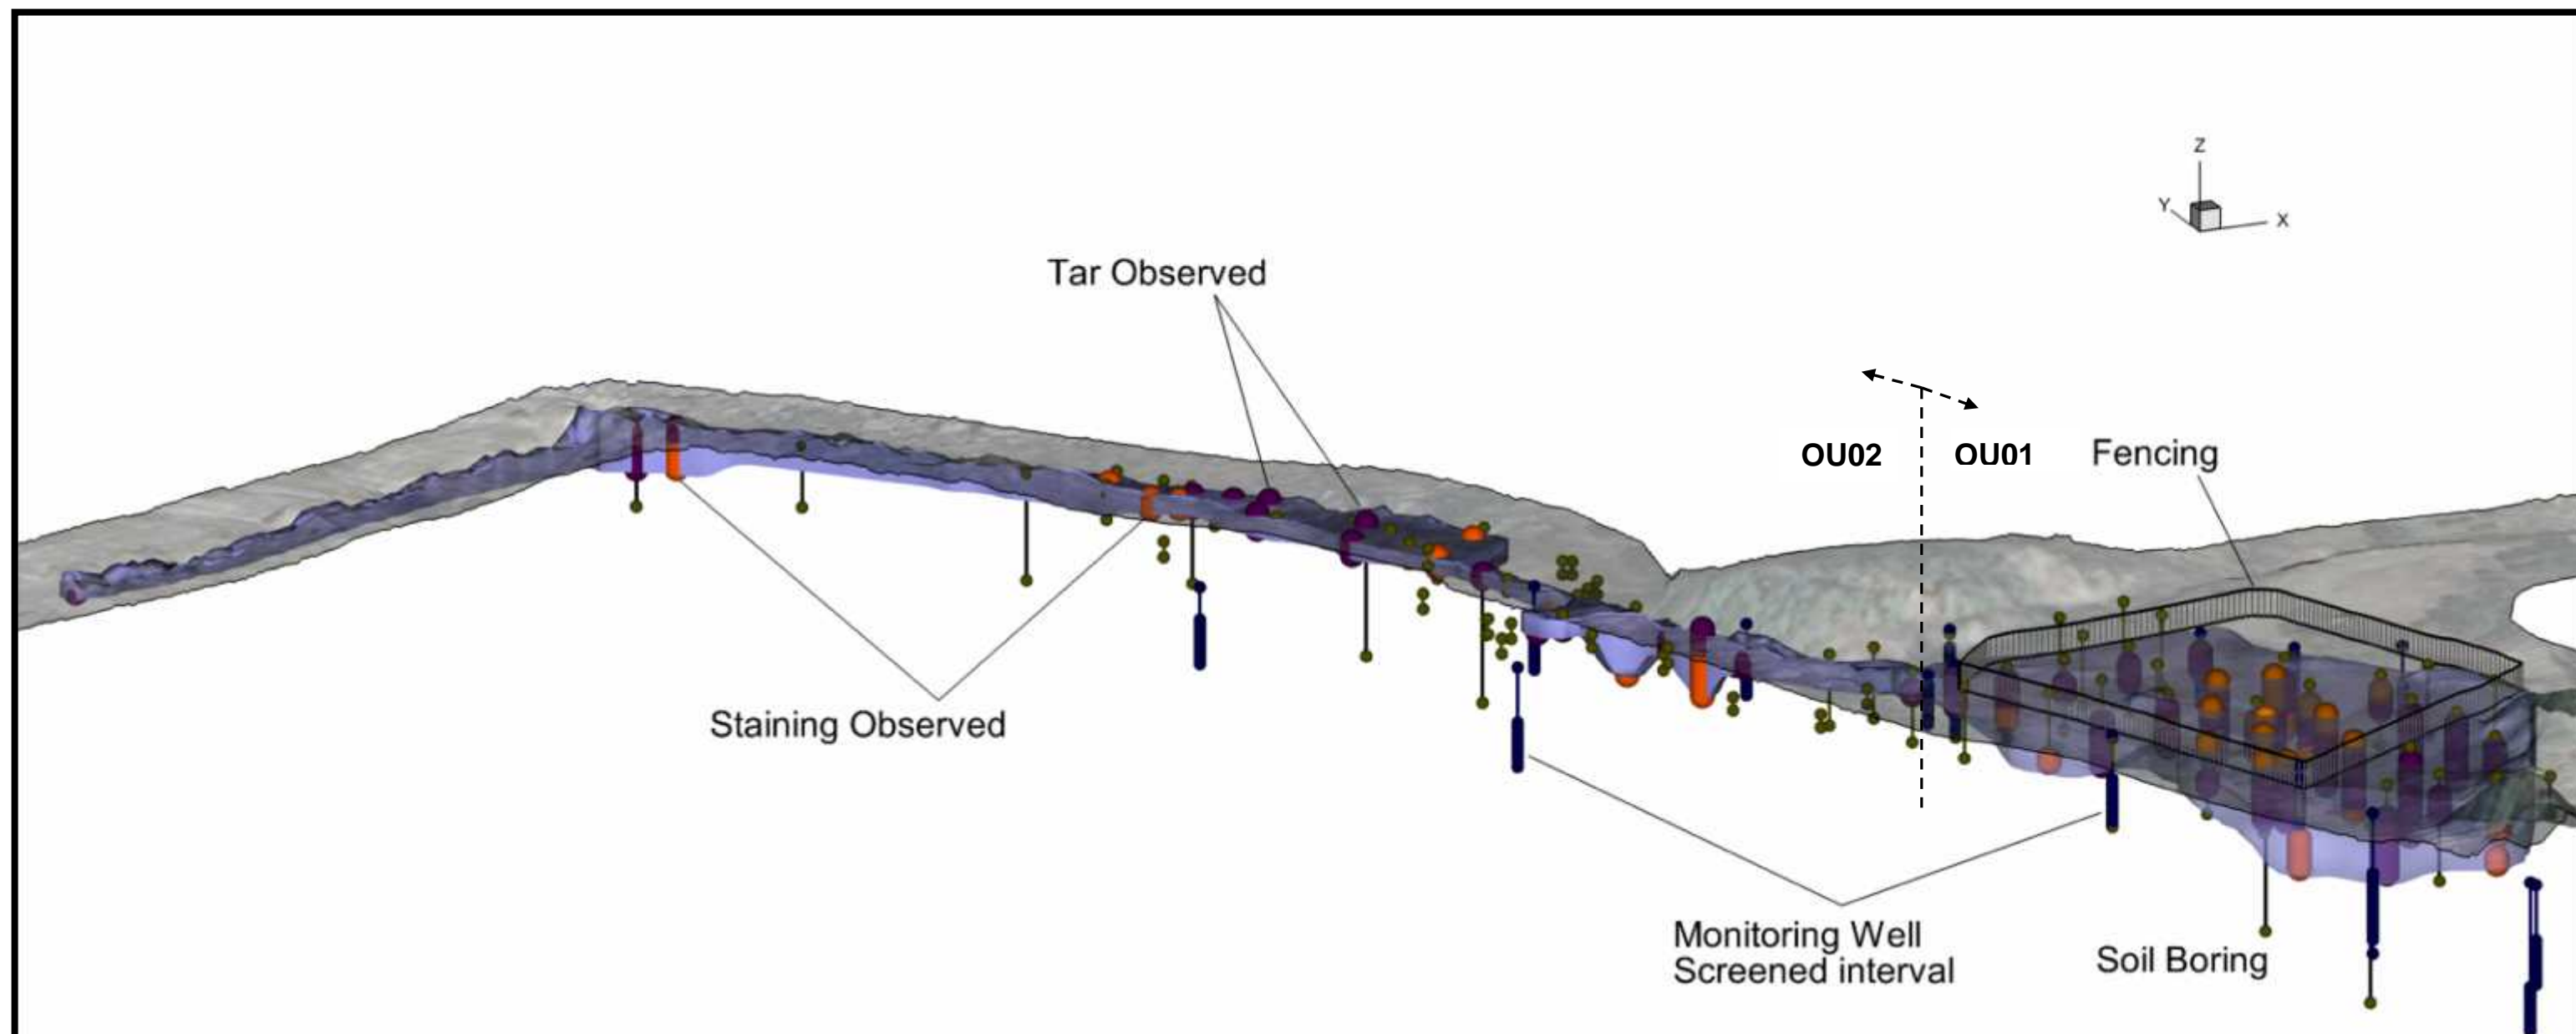 Z
Y
X
Tar Observed
OU02
OU01
Fencing
Staining Observed
Monitoring Well
Screened interval
Soil Boring